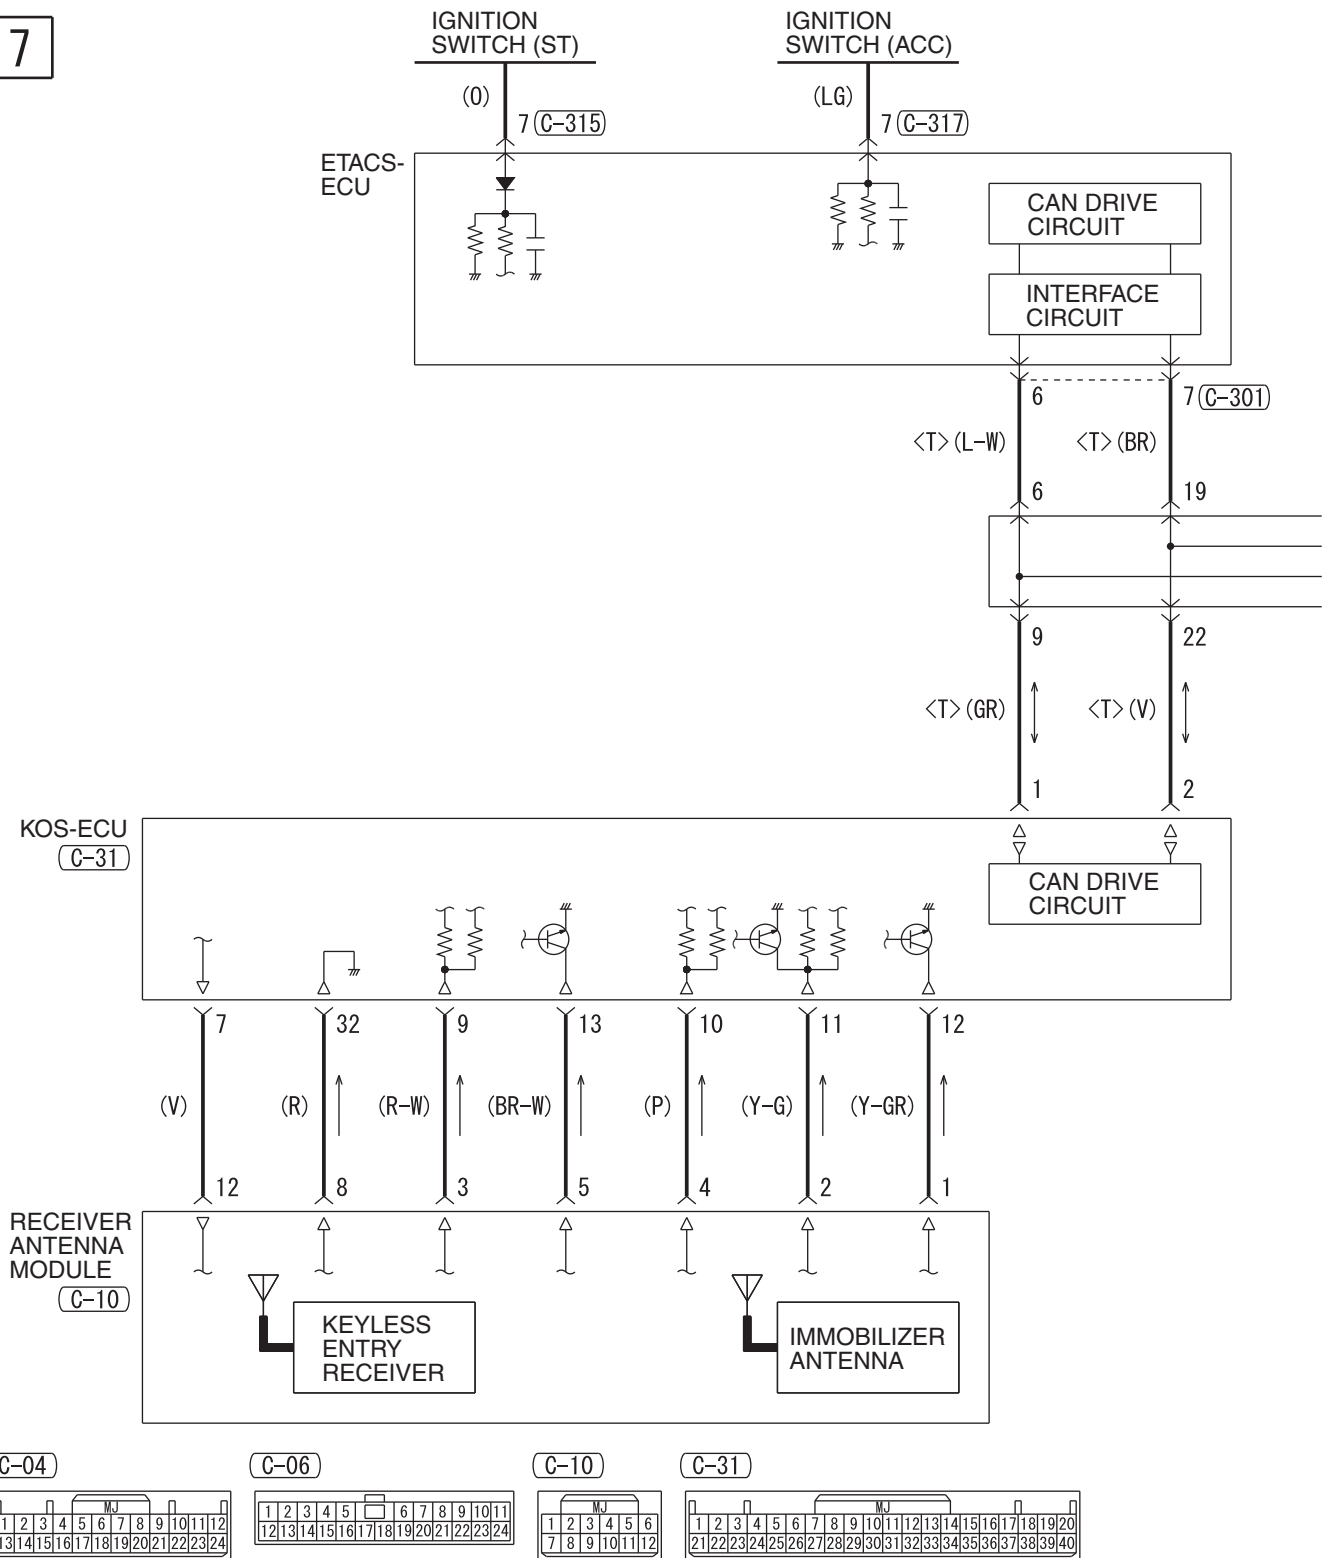 7
IGNITION
SWITCH (ST)
IGNITION
SWITCH (ACC)
(O)
(LG)
7 C-315
7 C-317
ETACS-
ECU
CAN DRIVE
CIRCUIT
INTERFACE
CIRCUIT
6
7 C-301
<T>(L-W)
<T>(BR)
6
19
9
22
<T>(GR)
<T>(V)
1
2
KOS-ECU
C-31
CAN DRIVE
CIRCUIT
7 32 9 13 10 11 12
(V) (R) (R-W) (BR-W) (P) (Y-G) (Y-GR)
12 8 3 5 4 2 1
RECEIVER
ANTENNA
MODULE
C-10
KEYLESS
ENTRY
RECEIVER
IMMOBILIZER
ANTENNA
C-04
MJ
1 2 3 4 5 6 7 8 9 10 11 12
13 14 15 16 17 18 19 20 21 22 23 24
C-06
1 2 3 4 5 6 7 8 9 10 11
12 13 14 15 16 17 18 19 20 21 22 23 24
C-10
MJ
1 2 3 4 5 6
7 8 9 10 11 12
C-31
MJ
1 2 3 4 5 6 7 8 9 10 11 12 13 14 15 16 17 18 19 20
21 22 23 24 25 26 27 28 29 30 31 32 33 34 35 36 37 38 39 40